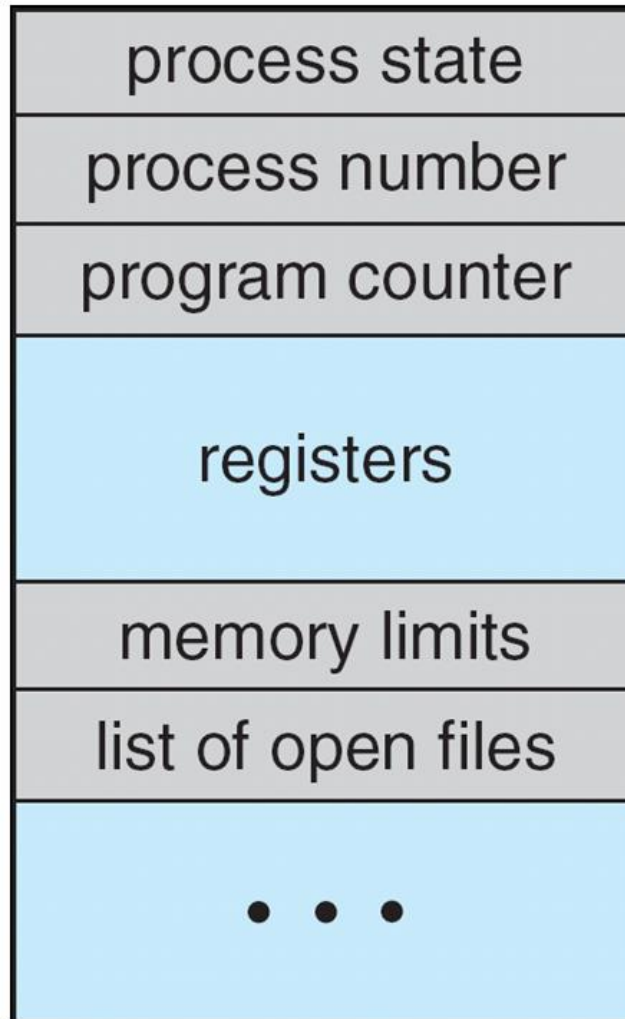 process state
process number
program counter
registers
memory limits
list of open files
• • •